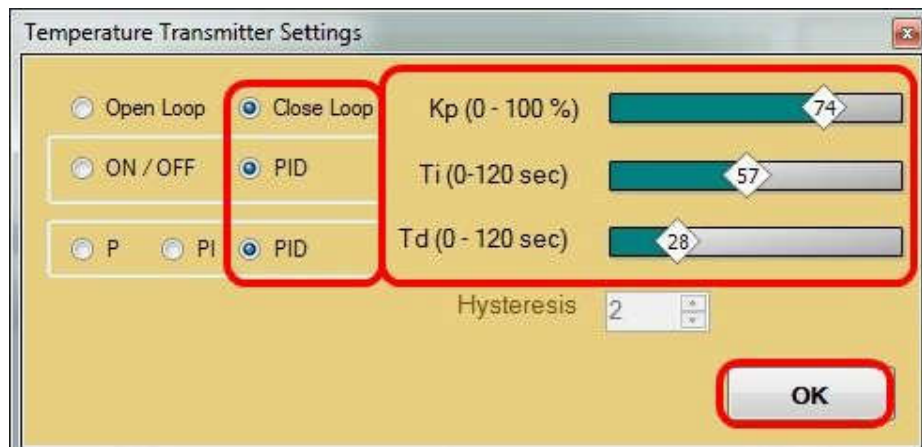 Temperature Transmitter Settings
Open Loop Close Loop Kp (0 - 100 %) 74
ON / OFF PID Ti (0-120 sec) 57
P PI PID Td (0 - 120 sec) 28
Hysteresis 2
OK